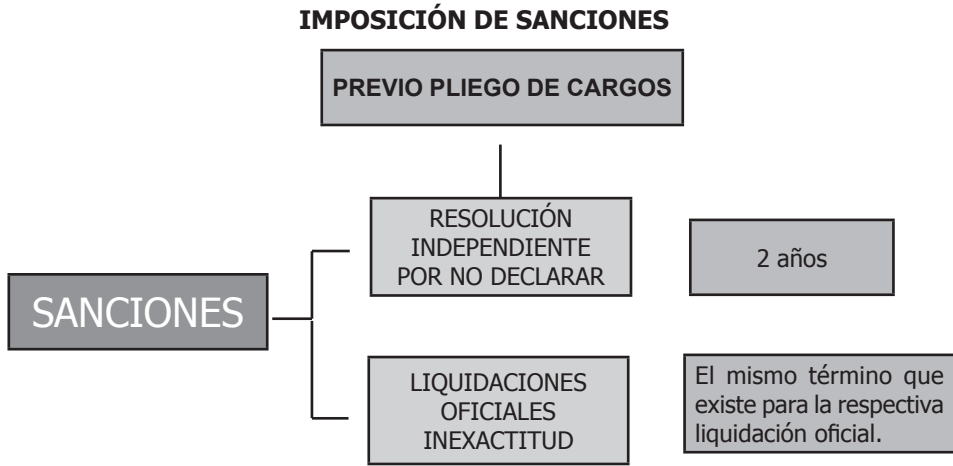 IMPOSICIÓN DE SANCIONES
PREVIO PLIEGO DE CARGOS
RESOLUCIÓN
INDEPENDIENTE
POR NO DECLARAR
2 años
SANCIONES
LIQUIDACIONES
OFICIALES
INEXACTITUD
El mismo término que
existe para la respectiva
liquidación oficial.